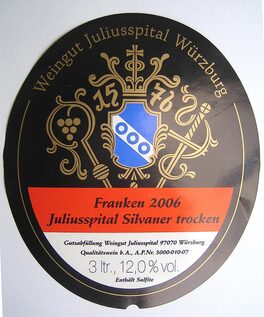 Weingut Juliusspital Würzburg
15 76
Franken 2006
Juliusspital Silvaner trocken
Gutsabfüllung Weingut Juliusspital 97070 Würzburg
Qualitätswein b.A., A.P.Nr. 3000-010-07
3 ltr., 12,0 % vol.
Enthält Sulfite